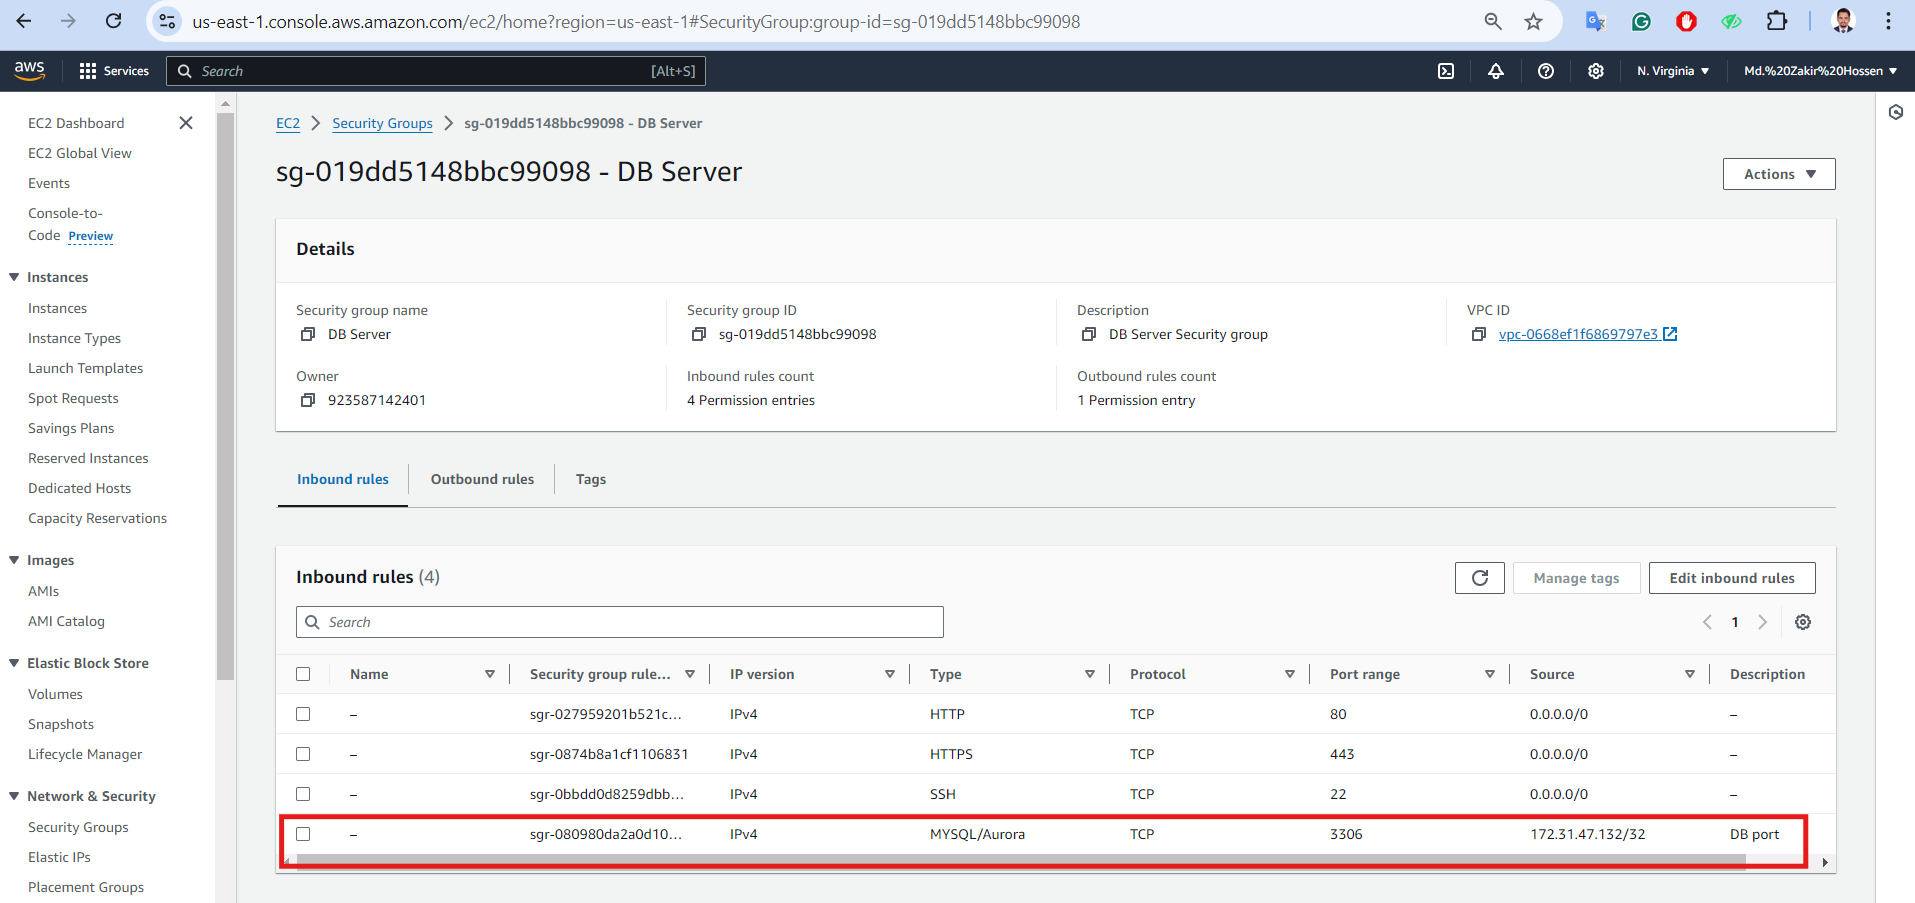 us-east-1.console.aws.amazon.com/ec2/home?region=us-east-1#SecurityGroup:group-id=sg-019dd5148bbc99098
aws
Services
Search
[Alt+S]
N. Virginia
Md.%20Zakir%20Hossen
EC2 Dashboard
EC2 Global View
Events
Console-to-
Code Preview
Instances
Instances
Instance Types
Launch Templates
Spot Requests
Savings Plans
Reserved Instances
Dedicated Hosts
Capacity Reservations
Images
AMIs
AMI Catalog
Elastic Block Store
Volumes
Snapshots
Lifecycle Manager
Network & Security
Security Groups
Elastic IPs
Placement Groups
EC2 > Security Groups > sg-019dd5148bbc99098 - DB Server
sg-019dd5148bbc99098 - DB Server
Actions
Details
Security group name
DB Server
Security group ID
sg-019dd5148bbc99098
Description
DB Server Security group
VPC ID
vpc-0668ef1f6869797e3
Owner
923587142401
Inbound rules count
4 Permission entries
Outbound rules count
1 Permission entry
Inbound rules
Outbound rules
Tags
Inbound rules (4)
Manage tags
Edit inbound rules
Search
1
Name Security group rule... IP version Type Protocol Port range Source Description
– sgr-027959201b521c... IPv4 HTTP TCP 80 0.0.0.0/0 –
– sgr-0874b8a1cf1106831 IPv4 HTTPS TCP 443 0.0.0.0/0 –
– sgr-0bbdd0d8259dbb... IPv4 SSH TCP 22 0.0.0.0/0 –
– sgr-080980da2a0d10... IPv4 MYSQL/Aurora TCP 3306 172.31.47.132/32 DB port